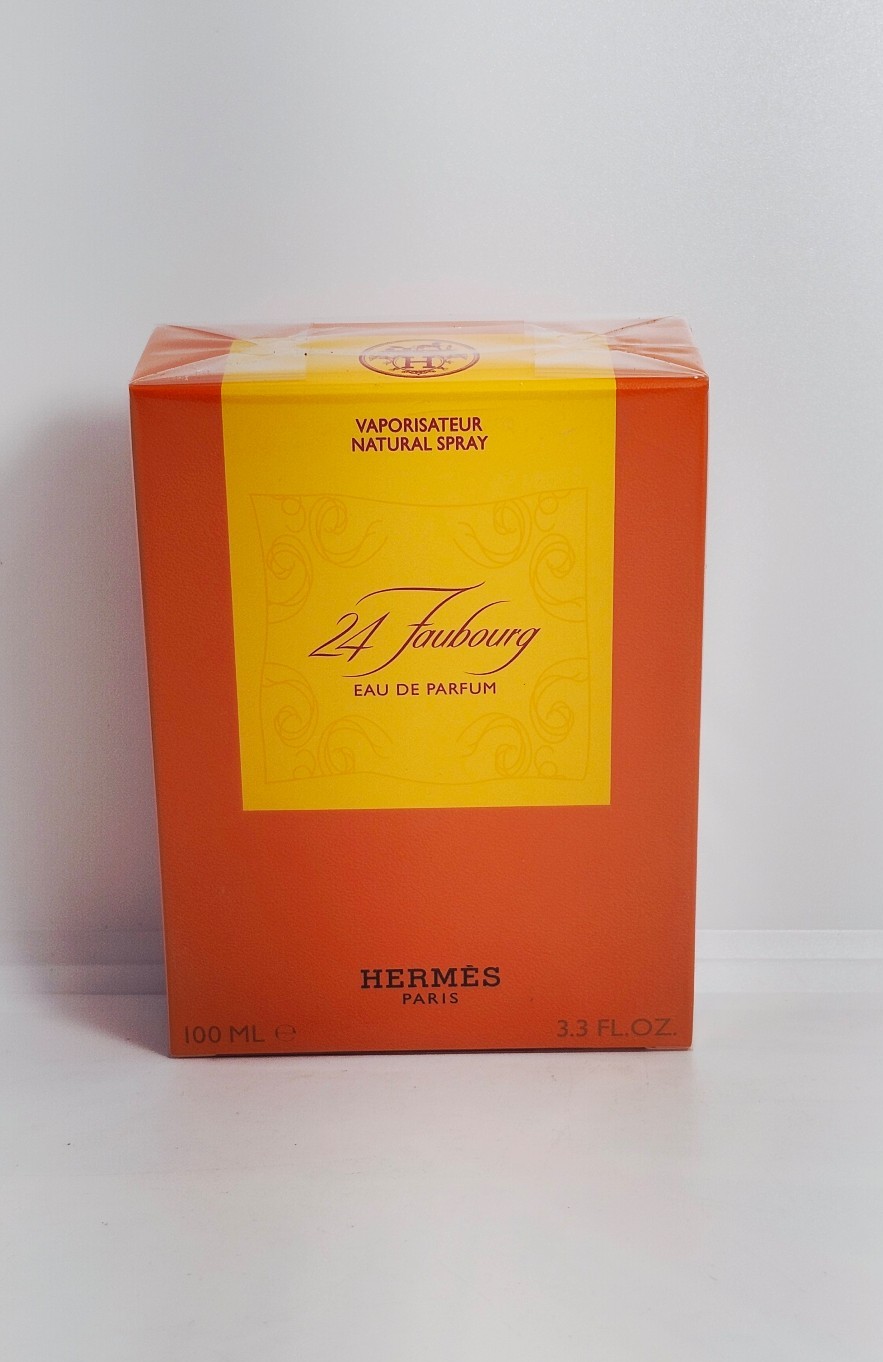 H
VAPORISATEUR
NATURAL SPRAY
24 Faubourg
EAU DE PARFUM
HERMÈS
PARIS
100 ML ℮
3.3 FL.OZ.